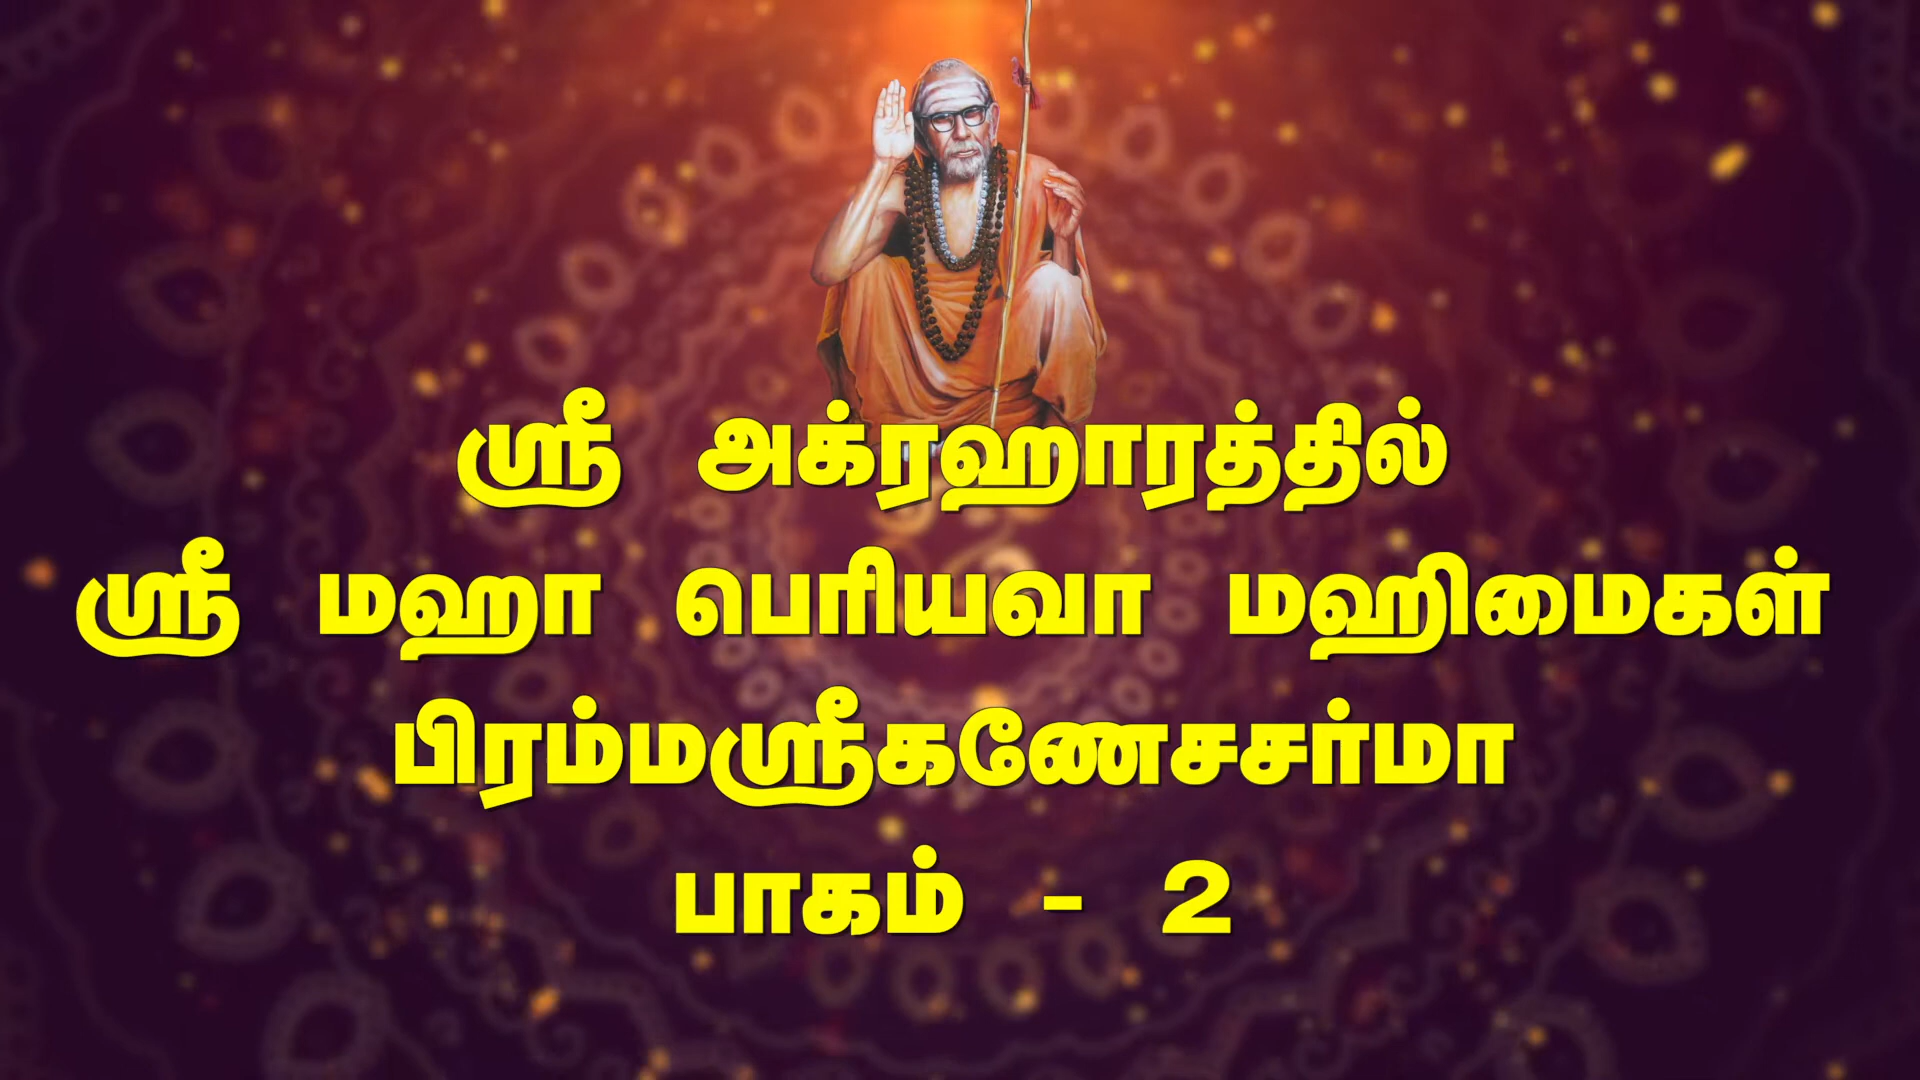 ஸ்ரீ அக்ரஹாரத்தில்
ஸ்ரீ மஹா பெரியவா மஹிமைகள்
பிரம்மஸ்ரீகணேசசர்மா
பாகம் - 2